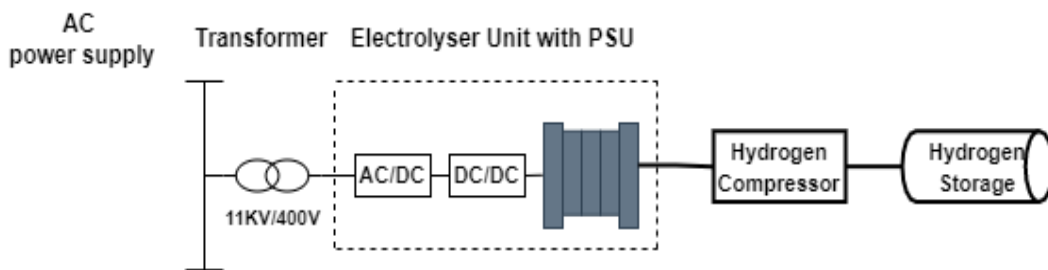 AC
power supply
Transformer
Electrolyser Unit with PSU
11KV/400V
AC/DC
DC/DC
Hydrogen
Compressor
Hydrogen
Storage